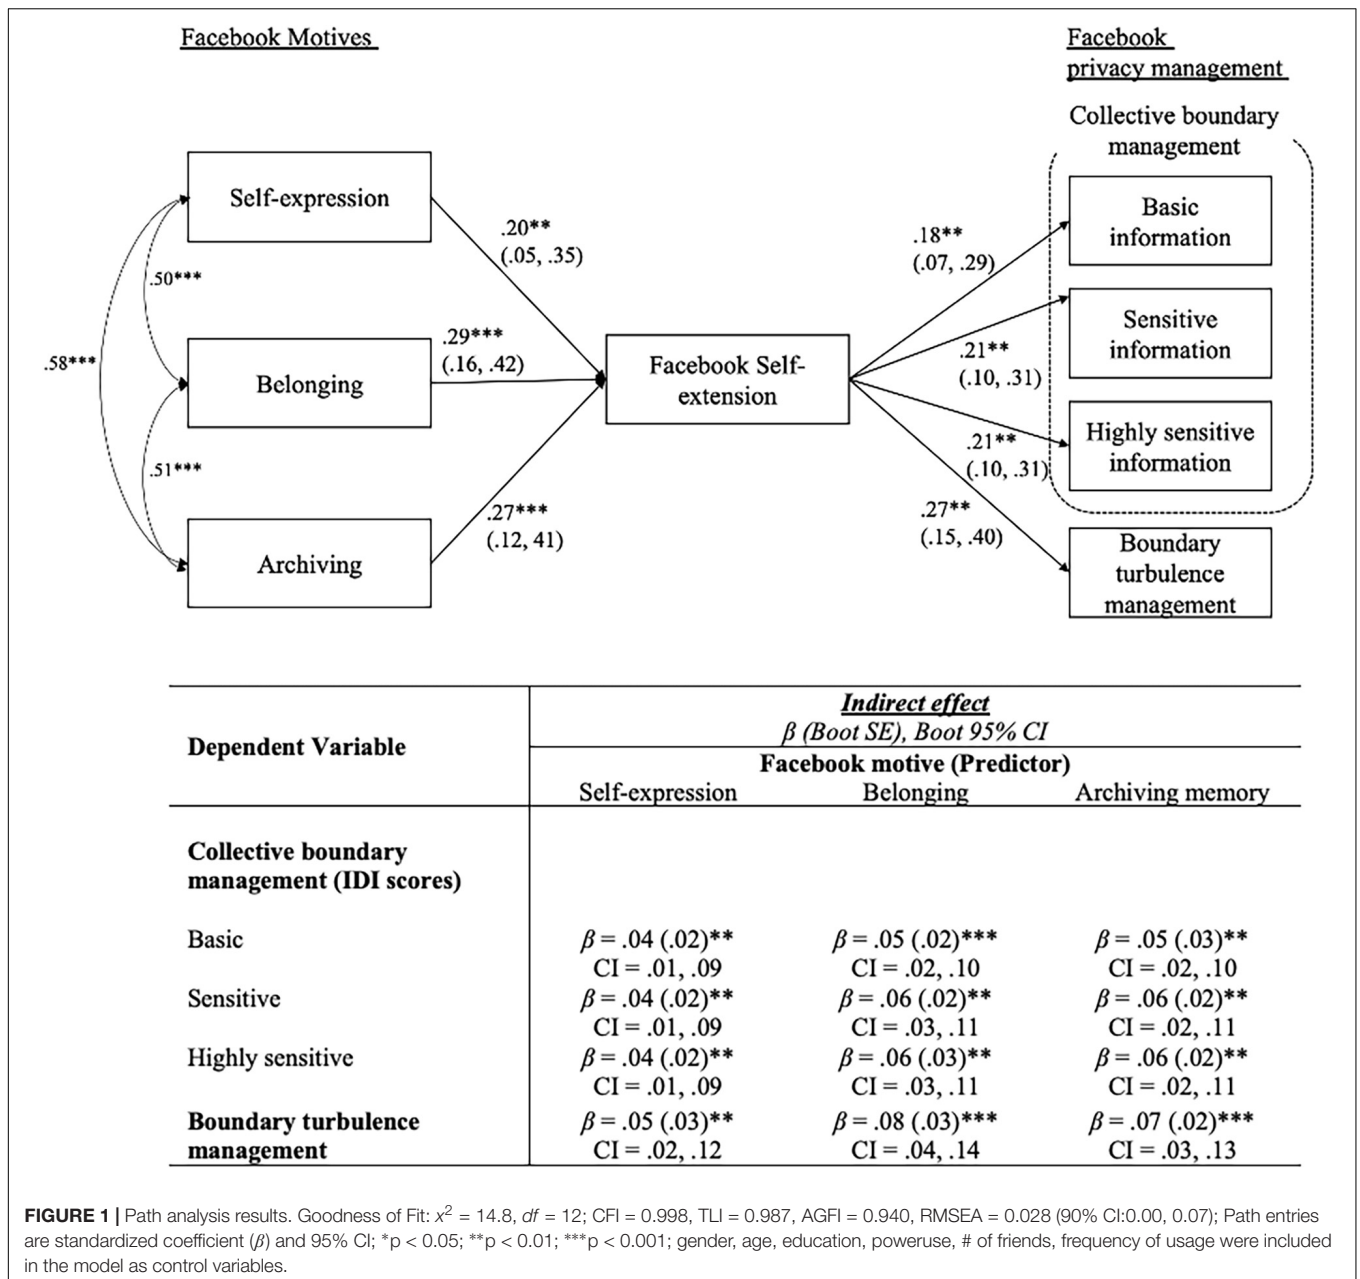 Facebook Motives
Facebook
privacy management
Collective boundary
management
Self-expression
Belonging
Archiving
.50***
.58***
.51***
.20**
(.05, .35)
.29***
(.16, .42)
.27***
(.12, 41)
Facebook Self-
extension
.18**
(.07, .29)
.21**
(.10, .31)
.21**
(.10, .31)
.27**
(.15, .40)
Basic
information
Sensitive
information
Highly sensitive
information
Boundary
turbulence
management
Dependent Variable
Indirect effect
β (Boot SE), Boot 95% CI
Facebook motive (Predictor)
Self-expression Belonging Archiving memory
Collective boundary
management (IDI scores)
Basic β = .04 (.02)** β = .05 (.02)*** β = .05 (.03)**
CI = .01, .09 CI = .02, .10 CI = .02, .10
Sensitive β = .04 (.02)** β = .06 (.02)** β = .06 (.02)**
CI = .01, .09 CI = .03, .11 CI = .02, .11
Highly sensitive β = .04 (.02)** β = .06 (.03)** β = .06 (.02)**
CI = .01, .09 CI = .03, .11 CI = .02, .11
Boundary turbulence β = .05 (.03)** β = .08 (.03)*** β = .07 (.02)***
management CI = .02, .12 CI = .04, .14 CI = .03, .13
FIGURE 1 | Path analysis results. Goodness of Fit: x² = 14.8, df = 12; CFI = 0.998, TLI = 0.987, AGFI = 0.940, RMSEA = 0.028 (90% CI:0.00, 0.07); Path entries
are standardized coefficient (β) and 95% CI; *p < 0.05; **p < 0.01; ***p < 0.001; gender, age, education, poweruse, # of friends, frequency of usage were included
in the model as control variables.